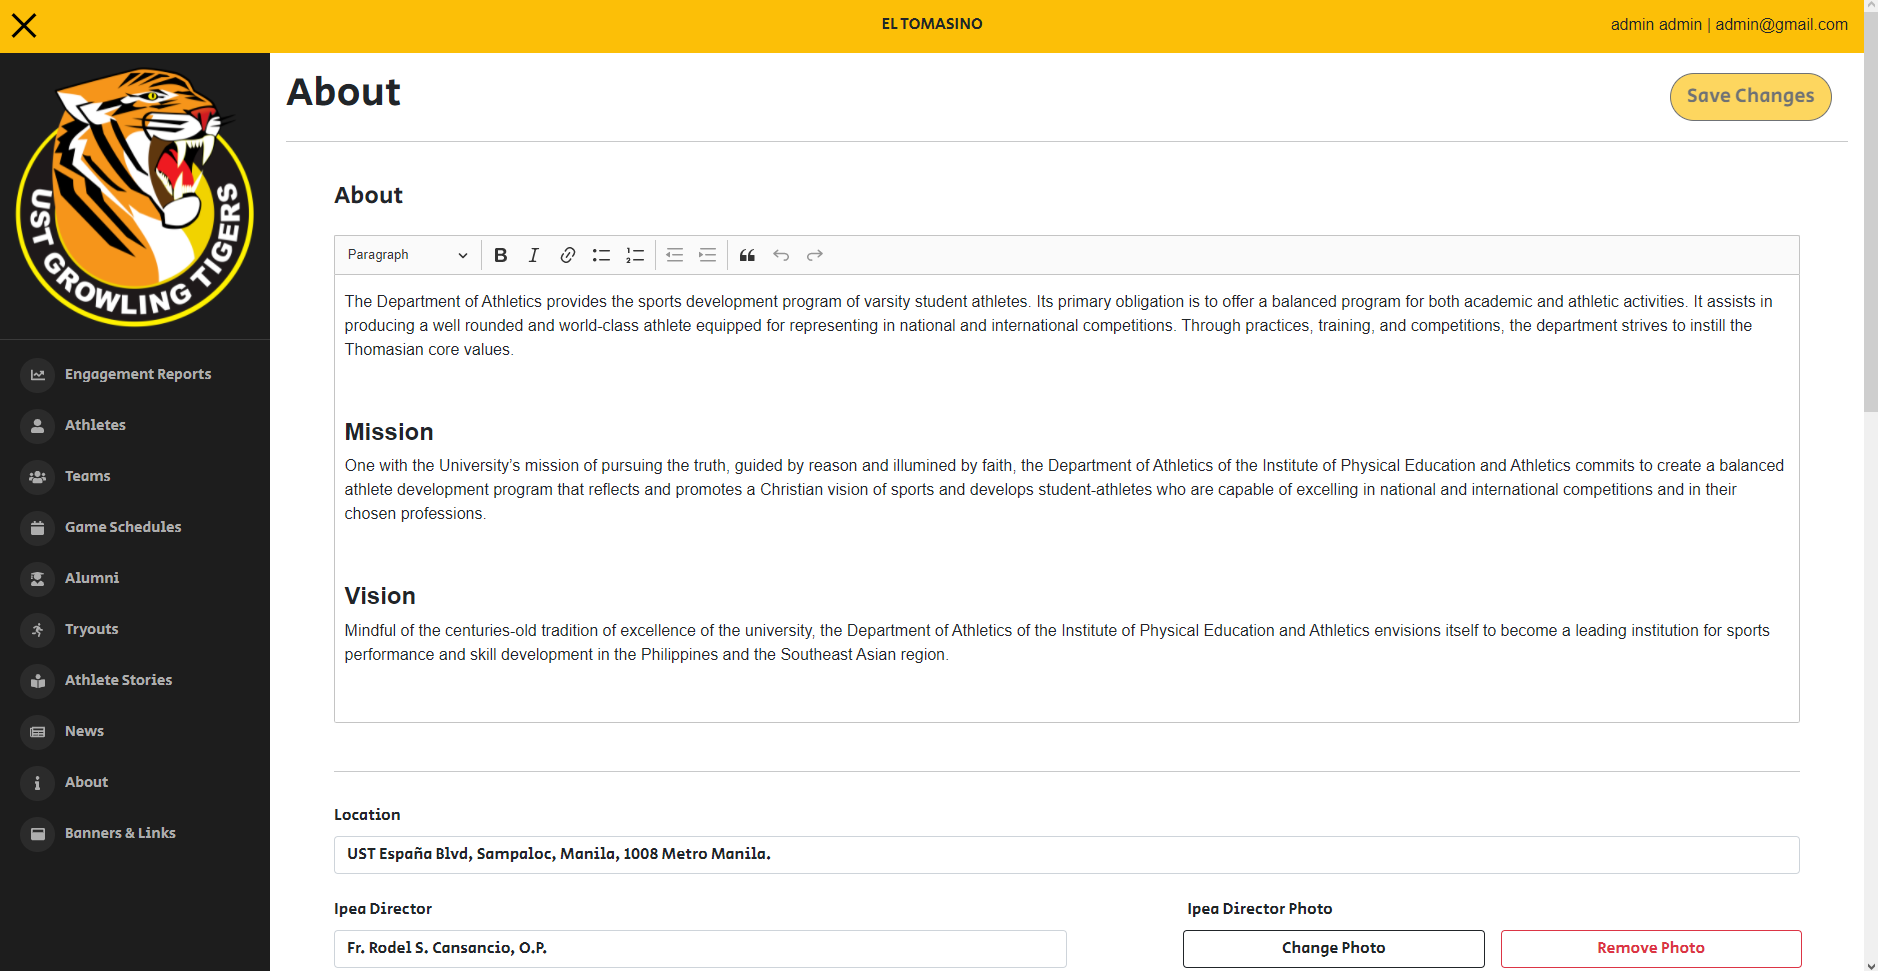 EL TOMASINO
admin admin | admin@gmail.com
UST GROWLING TIGERS
Engagement Reports
Athletes
Teams
Game Schedules
Alumni
Tryouts
Athlete Stories
News
About
Banners & Links
About
Save Changes
About
Paragraph
The Department of Athletics provides the sports development program of varsity student athletes. Its primary obligation is to offer a balanced program for both academic and athletic activities. It assists in
producing a well rounded and world-class athlete equipped for representing in national and international competitions. Through practices, training, and competitions, the department strives to instill the
Thomasian core values.
Mission
One with the University’s mission of pursuing the truth, guided by reason and illumined by faith, the Department of Athletics of the Institute of Physical Education and Athletics commits to create a balanced
athlete development program that reflects and promotes a Christian vision of sports and develops student-athletes who are capable of excelling in national and international competitions and in their
chosen professions.
Vision
Mindful of the centuries-old tradition of excellence of the university, the Department of Athletics of the Institute of Physical Education and Athletics envisions itself to become a leading institution for sports
performance and skill development in the Philippines and the Southeast Asian region.
Location
UST España Blvd, Sampaloc, Manila, 1008 Metro Manila.
Ipea Director
Fr. Rodel S. Cansancio, O.P.
Ipea Director Photo
Change Photo
Remove Photo